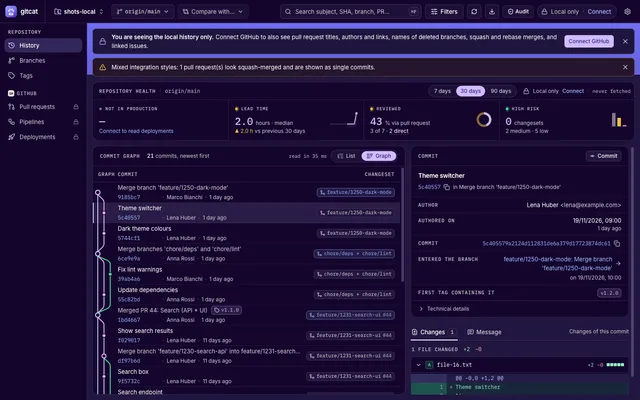 gitcat
shots-local
origin/main
Compare with...
Search subject, SHA, branch, PR...
Filters
Audit
Local only · Connect
REPOSITORY
History
Branches
Tags
GITHUB
Pull requests
Pipelines
Deployments
You are seeing the local history only. Connect GitHub to also see pull request titles, authors and links, names of deleted branches, squash and rebase merges, and linked issues.
Connect GitHub
Mixed integration styles: 1 pull request(s) look squash-merged and are shown as single commits.
REPOSITORY HEALTH origin/main
7 days 30 days 90 days
Local only Connect · never fetched
NOT IN PRODUCTION
—
Connect to read deployments
LEAD TIME
2.0 hours · median
2.0 h vs previous 30 days
REVIEWED
43 % via pull request
3 of 7 · 2 direct
HIGH RISK
0 changesets
2 medium · 5 low
COMMIT GRAPH 21 commits, newest first
read in 35 ms
List Graph
GRAPH COMMIT CHANGESET
Merge branch 'feature/1250-dark-mode'
9185bc7 · Marco Bianchi · 1 day ago
feature/1250-dark-mode
Theme switcher
5c40557 · Lena Huber · 1 day ago
feature/1250-dark-mode
Dark theme colours
5744cf1 · Lena Huber · 1 day ago
feature/1250-dark-mode
Merge branches 'chore/deps' and 'chore/lint'
6ce9e9a · Anna Rossi · 1 day ago
chore/deps + chore/lint
Fix lint warnings
39ab4a6 · Marco Bianchi · 1 day ago
chore/deps + chore/lint
Update dependencies
55c82bd · Anna Rossi · 1 day ago
chore/deps + chore/lint
Merged PR 44: Search (API + UI) v1.1.0
1bd4667 · Anna Rossi · 1 day ago
feature/1231-search-ui #44
Show search results
f029017 · Lena Huber · 1 day ago
feature/1231-search-ui #44
Merge branch 'feature/1230-search-api' into feature/1231-search...
df97b6d · Lena Huber · 1 day ago
feature/1231-search-ui #44
Search box
9f5732c · Lena Huber · 1 day ago
feature/1231-search-ui #44
Search endpoint
COMMIT
Commit
Theme switcher
5c40557 in Merge branch 'feature/1250-dark-mode'
AUTHOR Lena Huber <lena@example.com>
AUTHORED ON 19/11/2026, 09:00
1 day ago
COMMIT
ENTERED THE BRANCH feature/1250-dark-mode: Merge branch
'feature/1250-dark-mode'
on 19/11/2026, 10:00
FIRST TAG CONTAINING IT v1.2.0
Technical details
Changes 1 Message Changes of this commit
1 FILE CHANGED +2 -0
A file-16.txt +2 -0
@@ -0,0 +1,2 @@
1 + Theme switcher